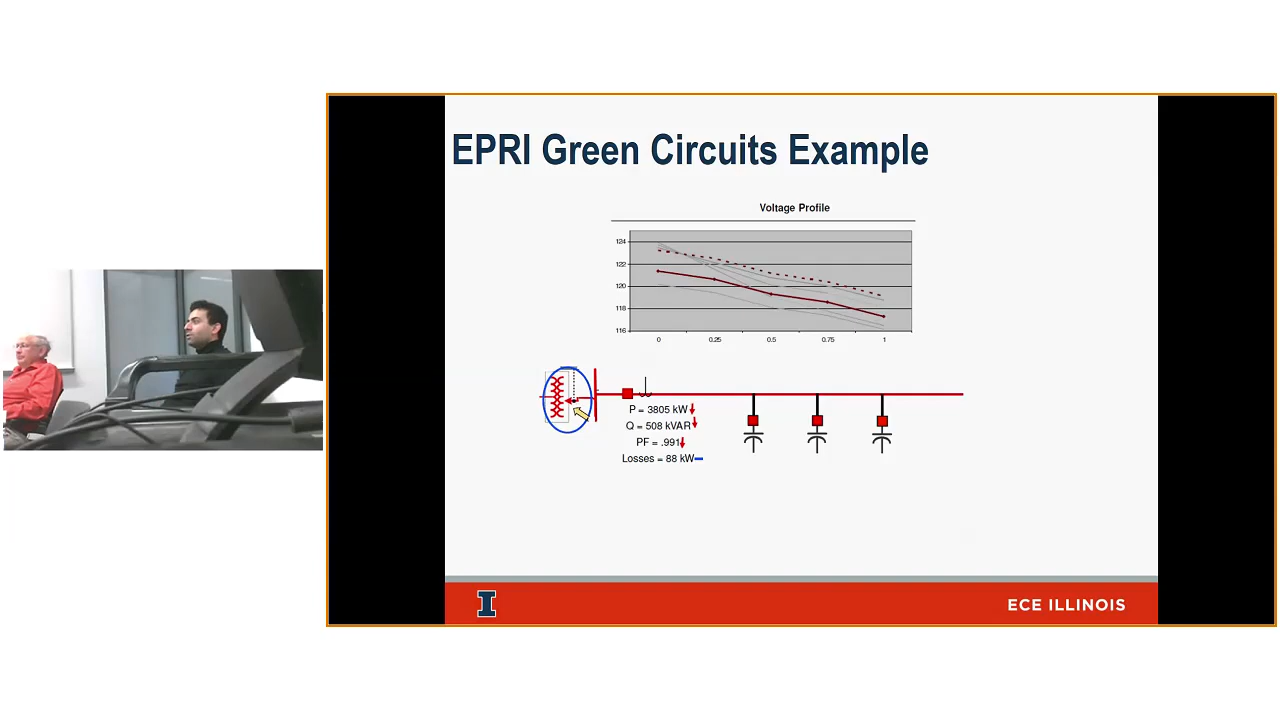 EPRI Green Circuits Example
Voltage Profile
124
122
120
118
116
0 0.25 0.5 0.75 1
P = 3805 kW
Q = 508 kVAR
PF = .991
Losses = 88 kW
I
ECE ILLINOIS